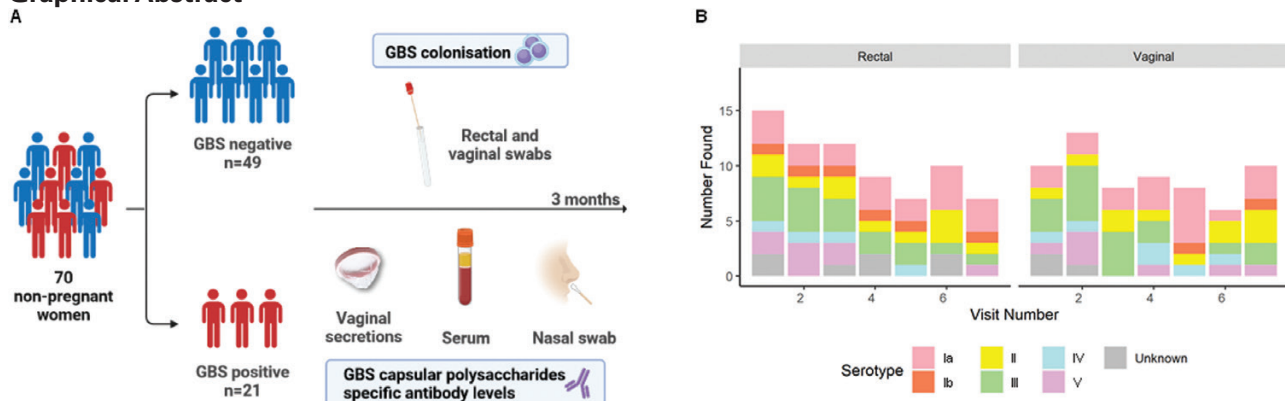 Graphical Abstract
A
GBS colonisation
GBS negative
n=49
Rectal and
vaginal swabs
3 months
70
non-pregnant
women
Vaginal
secretions
Serum
Nasal swab
GBS positive
n=21
GBS capsular polysaccharides
specific antibody levels
B
Rectal
Vaginal
Number Found
15
10
5
0
2
4
6
2
4
6
Visit Number
Serotype
Ia
II
IV
Unknown
Ib
III
V